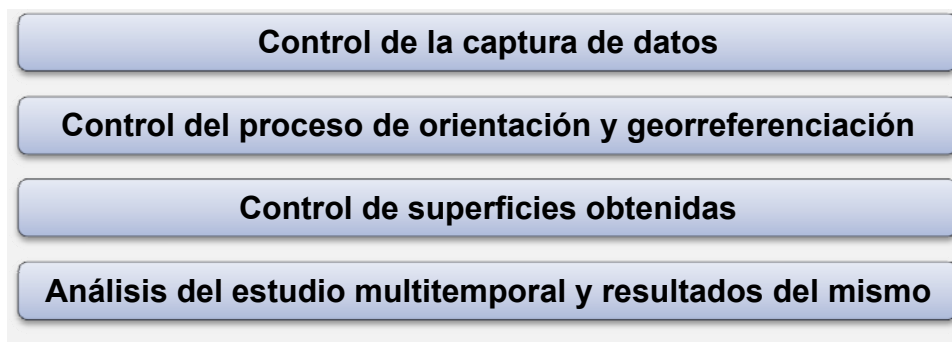 Control de la captura de datos
Control del proceso de orientación y georreferenciación
Control de superficies obtenidas
Análisis del estudio multitemporal y resultados del mismo